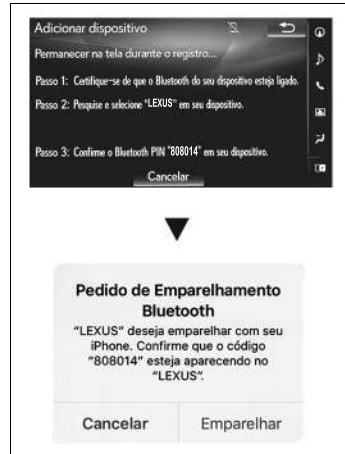 Adicionar dispositivo
Permanecer na tela durante o registro...
Passo 1: Certifique-se de que o Bluetooth do seu dispositivo esteja ligado.
Passo 2: Pesquise e selecione "LEXUS" em seu dispositivo.
Passo 3: Confirme o Bluetooth PIN "808014" em seu dispositivo.
Cancelar
Pedido de Emparelhamento
Bluetooth
"LEXUS" deseja emparelhar com seu
iPhone. Confirme que o código
"808014" esteja aparecendo no
"LEXUS".
Cancelar Emparelhar